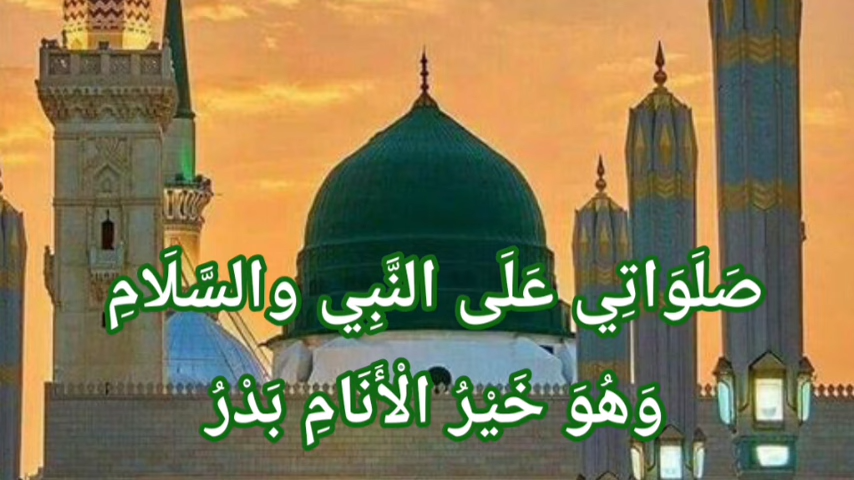 صَلَوَاتِي عَلَى النَّبِي والسَّلَامِ
وَهُوَ خَيْرُ الْأَنَامِ بَدْرُ